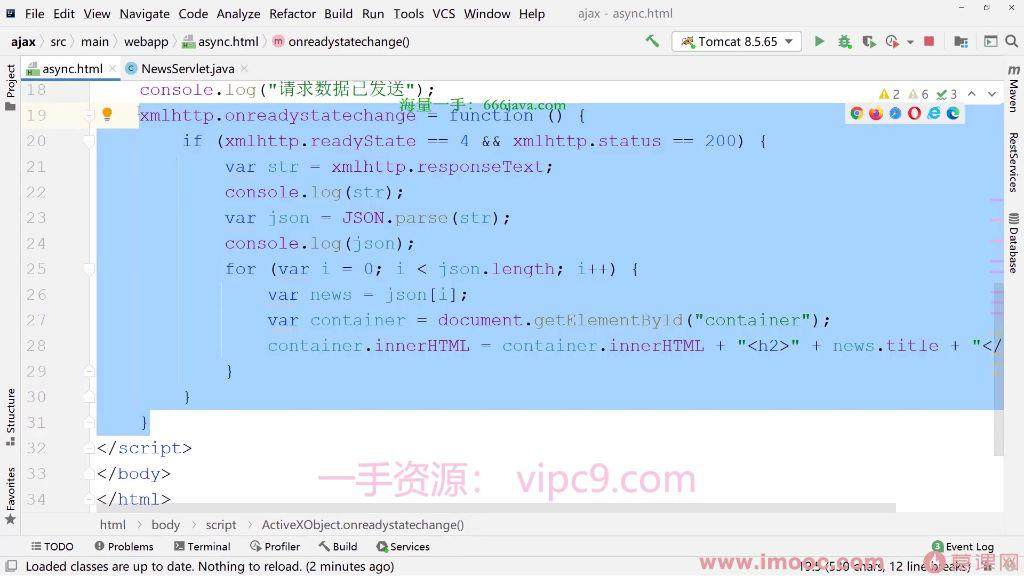 File Edit View Navigate Code Analyze Refactor Build Run Tools VCS Window Help ajax - async.html
ajax src main webapp async.html onreadystatechange() Tomcat 8.5.65
async.html NewsServlet.java
18 console.log("请求数据已发送");
海量一手：666java.com
2 6 3
19 xmlhttp.onreadystatechange = function () {
20 if (xmlhttp.readyState == 4 && xmlhttp.status == 200) {
21 var str = xmlhttp.responseText;
22 console.log(str);
23 var json = JSON.parse(str);
24 console.log(json);
25 for (var i = 0; i < json.length; i++) {
26 var news = json[i];
27 var container = document.getElementById("container");
28 container.innerHTML = container.innerHTML + "<h2>" + news.title + "</
29 }
30 }
31 }
32 </script>
33 </body>
34 </html>
一手资源： vipc9.com
html body script ActiveXObject.onreadystatechange()
TODO Problems Terminal Profiler Build Services 3 Event Log
Loaded classes are up to date. Nothing to reload. (2 minutes ago)
www.imooc.com 慕课网
Project
Structure
Favorites
Maven
RestServices
Database